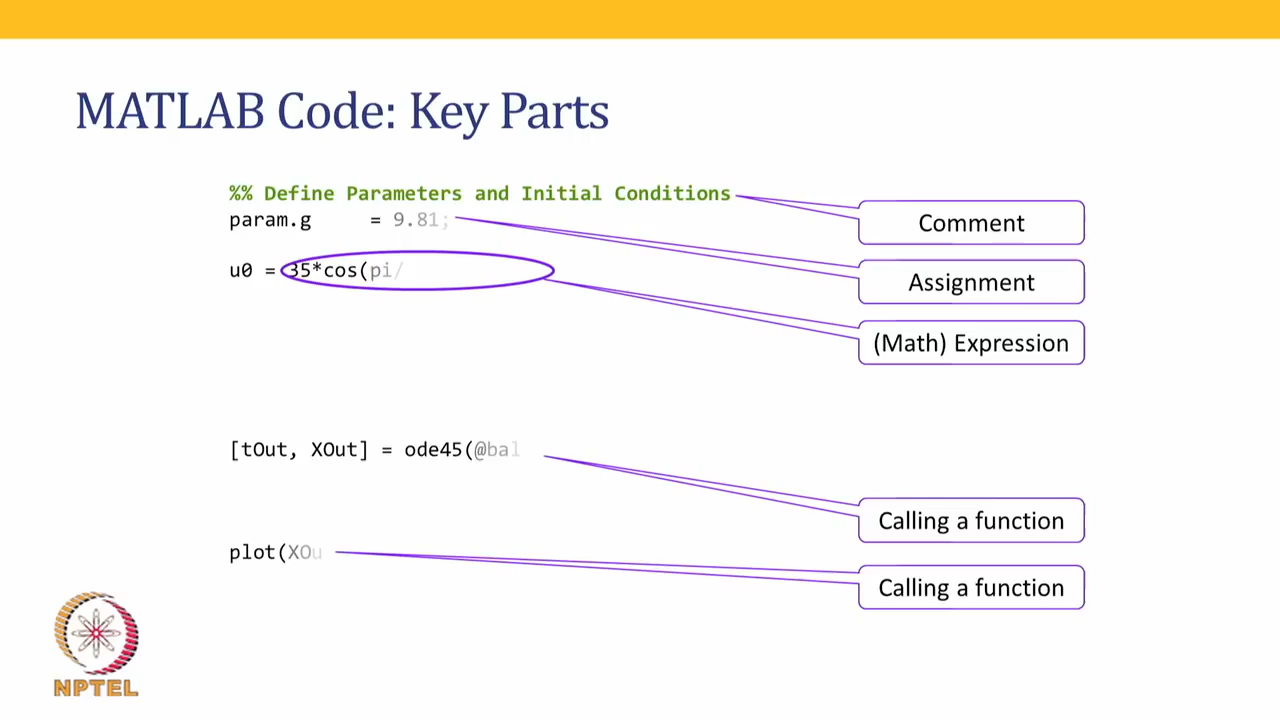 MATLAB Code: Key Parts
%% Define Parameters and Initial Conditions
param.g = 9.81;
u0 = 35*cos(pi/
[tOut, XOut] = ode45(@bal
plot(XOu
Comment
Assignment
(Math) Expression
Calling a function
Calling a function
NPTEL